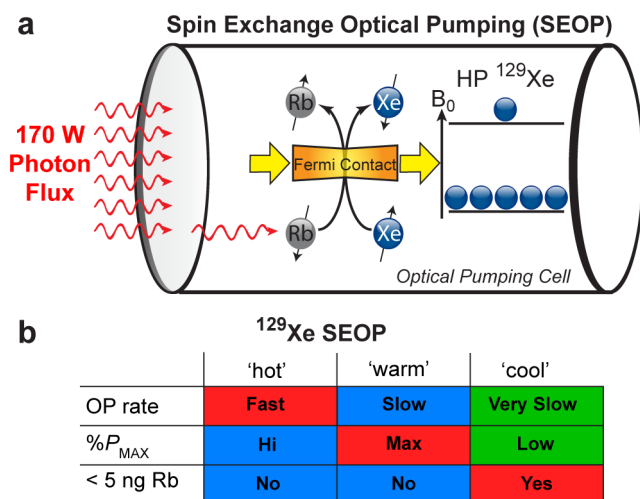 a
Spin Exchange Optical Pumping (SEOP)
170 W
Photon
Flux
Rb
Xe
Fermi Contact
Rb
Xe
HP ¹²⁹Xe
B₀
Optical Pumping Cell
b
¹²⁹Xe SEOP
‘hot’ ‘warm’ ‘cool’
OP rate Fast Slow Very Slow
%P_MAX Hi Max Low
< 5 ng Rb No No Yes